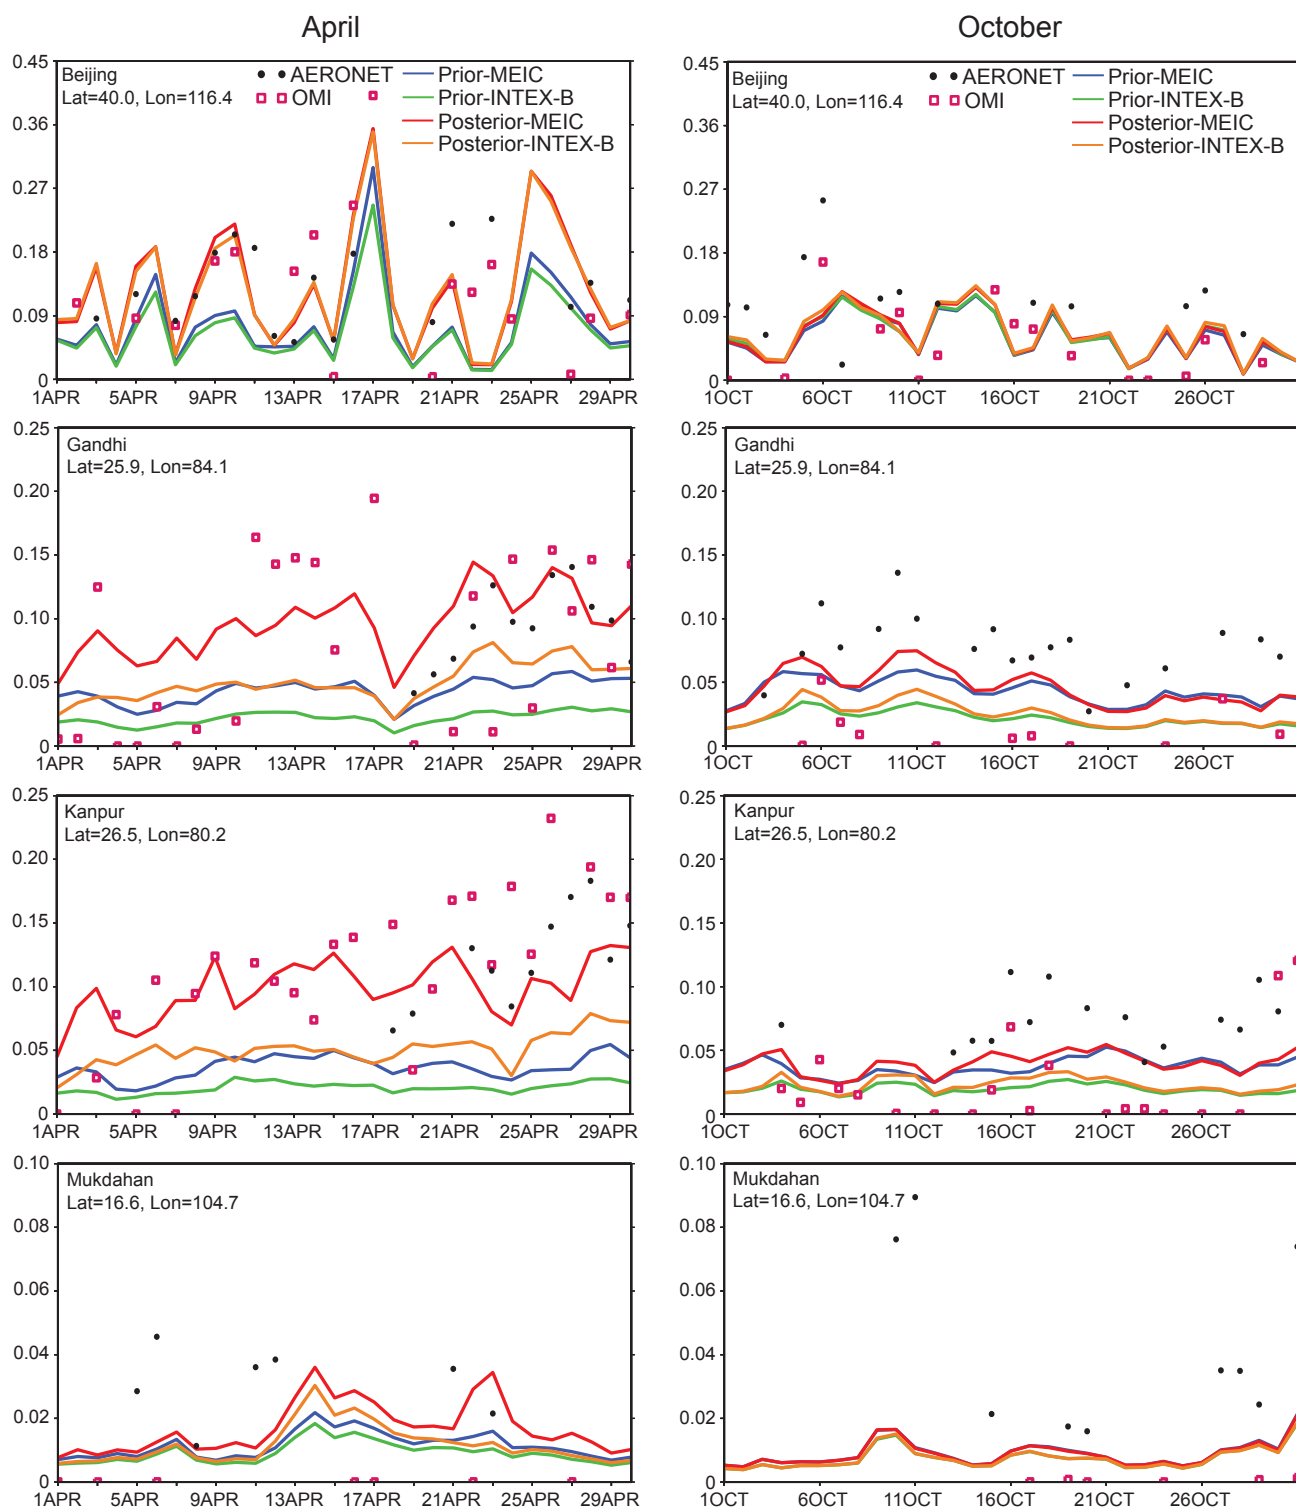 April
October
0.45
0.36
0.27
0.18
0.09
0
Beijing
Lat=40.0, Lon=116.4
AERONET
OMI
Prior-MEIC
Prior-INTEX-B
Posterior-MEIC
Posterior-INTEX-B
1APR 5APR 9APR 13APR 17APR 21APR 25APR 29APR
0.45
0.36
0.27
0.18
0.09
0
Beijing
Lat=40.0, Lon=116.4
AERONET
OMI
Prior-MEIC
Prior-INTEX-B
Posterior-MEIC
Posterior-INTEX-B
1OCT 6OCT 11OCT 16OCT 21OCT 26OCT
0.25
0.20
0.15
0.10
0.05
0
Gandhi
Lat=25.9, Lon=84.1
1APR 5APR 9APR 13APR 17APR 21APR 25APR 29APR
0.25
0.20
0.15
0.10
0.05
0
Gandhi
Lat=25.9, Lon=84.1
1OCT 6OCT 11OCT 16OCT 21OCT 26OCT
0.25
0.20
0.15
0.10
0.05
0
Kanpur
Lat=26.5, Lon=80.2
1APR 5APR 9APR 13APR 17APR 21APR 25APR 29APR
0.25
0.20
0.15
0.10
0.05
0
Kanpur
Lat=26.5, Lon=80.2
1OCT 6OCT 11OCT 16OCT 21OCT 26OCT
0.10
0.08
0.06
0.04
0.02
0
Mukdahan
Lat=16.6, Lon=104.7
1APR 5APR 9APR 13APR 17APR 21APR 25APR 29APR
0.10
0.08
0.06
0.04
0.02
0
Mukdahan
Lat=16.6, Lon=104.7
1OCT 6OCT 11OCT 16OCT 21OCT 26OCT